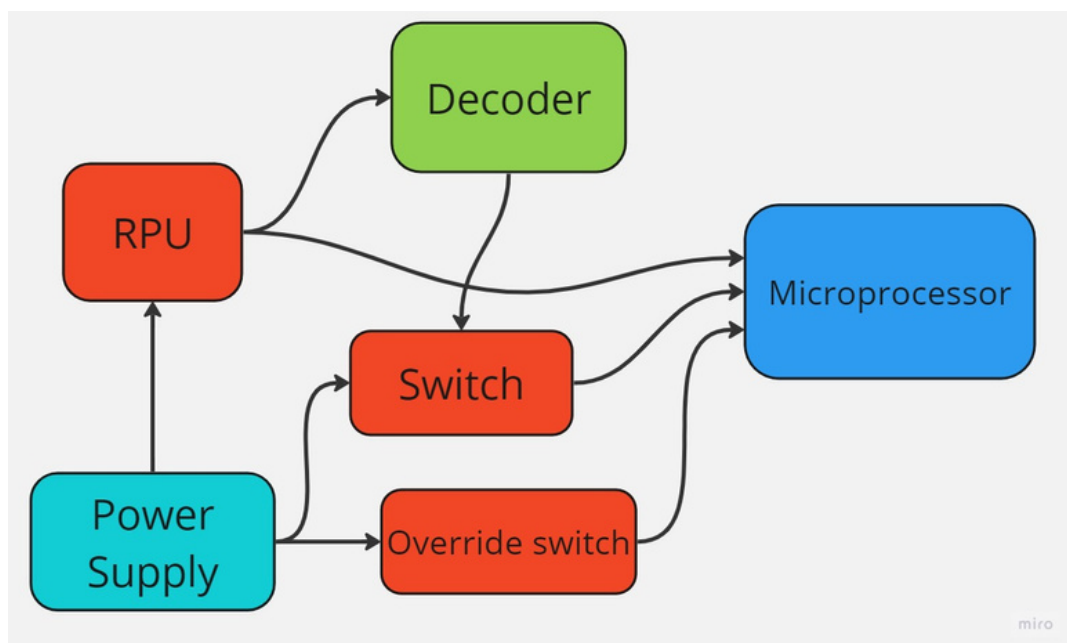 Decoder
RPU
Microprocessor
Switch
Power
Supply
Override switch
miro